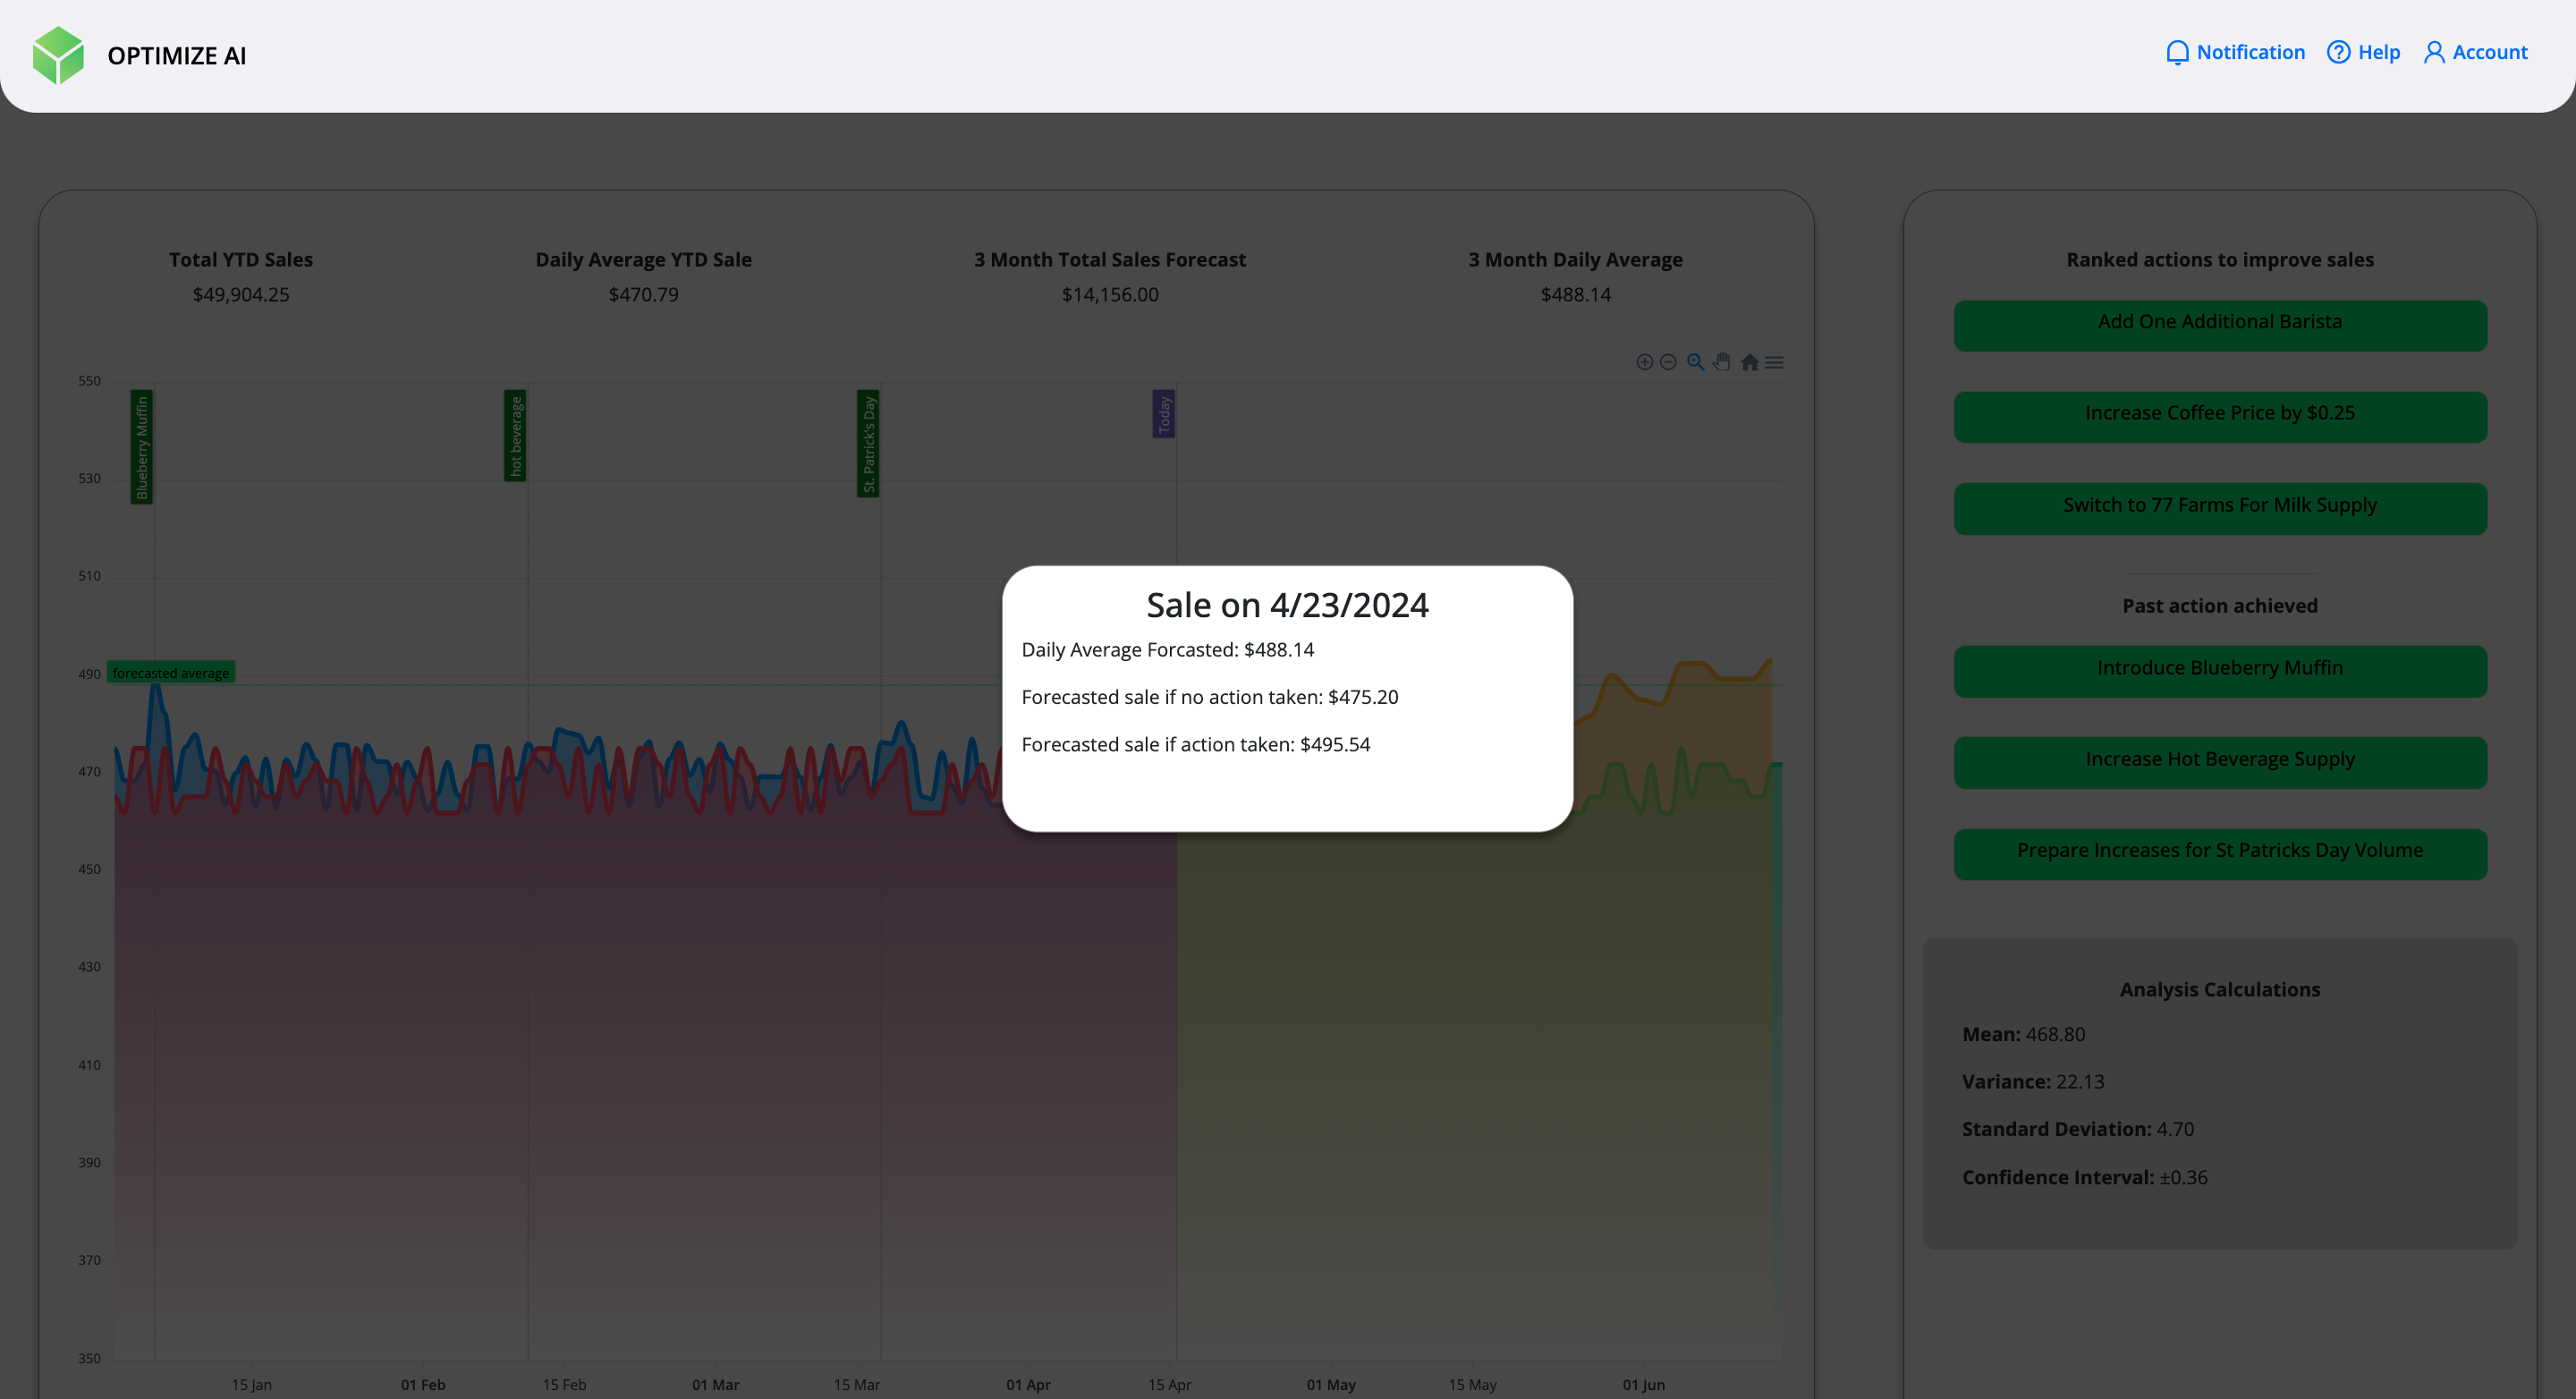 OPTIMIZE AI
Notification
Help
Account
Total YTD Sales
$49,904.25
Daily Average YTD Sale
$470.79
3 Month Total Sales Forecast
$14,156.00
3 Month Daily Average
$488.14
550
530
510
490
470
450
430
410
390
370
350
Blueberry Muffin
hot beverage
St. Patrick's Day
Today
forecasted average
15 Jan
01 Feb
15 Feb
01 Mar
15 Mar
01 Apr
15 Apr
01 May
15 May
01 Jun
Sale on 4/23/2024
Daily Average Forcasted: $488.14
Forecasted sale if no action taken: $475.20
Forecasted sale if action taken: $495.54
Ranked actions to improve sales
Add One Additional Barista
Increase Coffee Price by $0.25
Switch to 77 Farms For Milk Supply
Past action achieved
Introduce Blueberry Muffin
Increase Hot Beverage Supply
Prepare Increases for St Patricks Day Volume
Analysis Calculations
Mean: 468.80
Variance: 22.13
Standard Deviation: 4.70
Confidence Interval: ±0.36